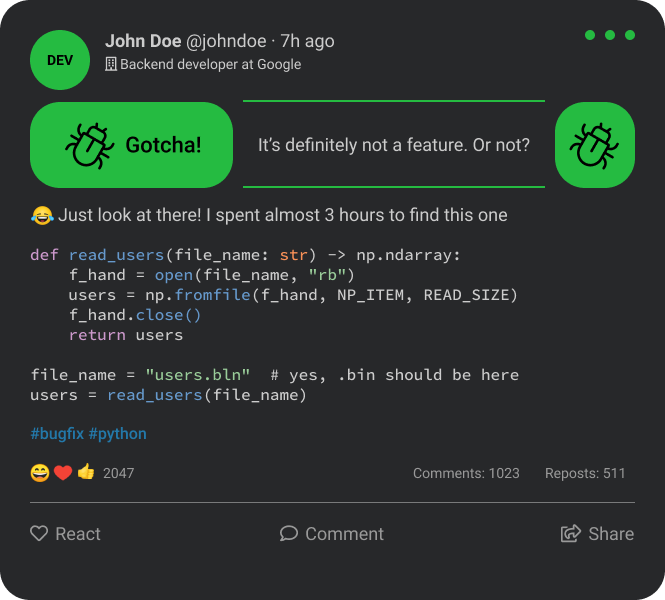 DEV
John Doe @johndoe · 7h ago
Backend developer at Google
Gotcha!
It’s definitely not a feature. Or not?
😂 Just look at there! I spent almost 3 hours to find this one
def read_users(file_name: str) -> np.ndarray:
    f_hand = open(file_name, "rb")
    users = np.fromfile(f_hand, NP_ITEM, READ_SIZE)
    f_hand.close()
    return users
file_name = "users.bln"  # yes, .bin should be here
users = read_users(file_name)
#bugfix #python
😄❤️👍 2047
Comments: 1023
Reposts: 511
React
Comment
Share